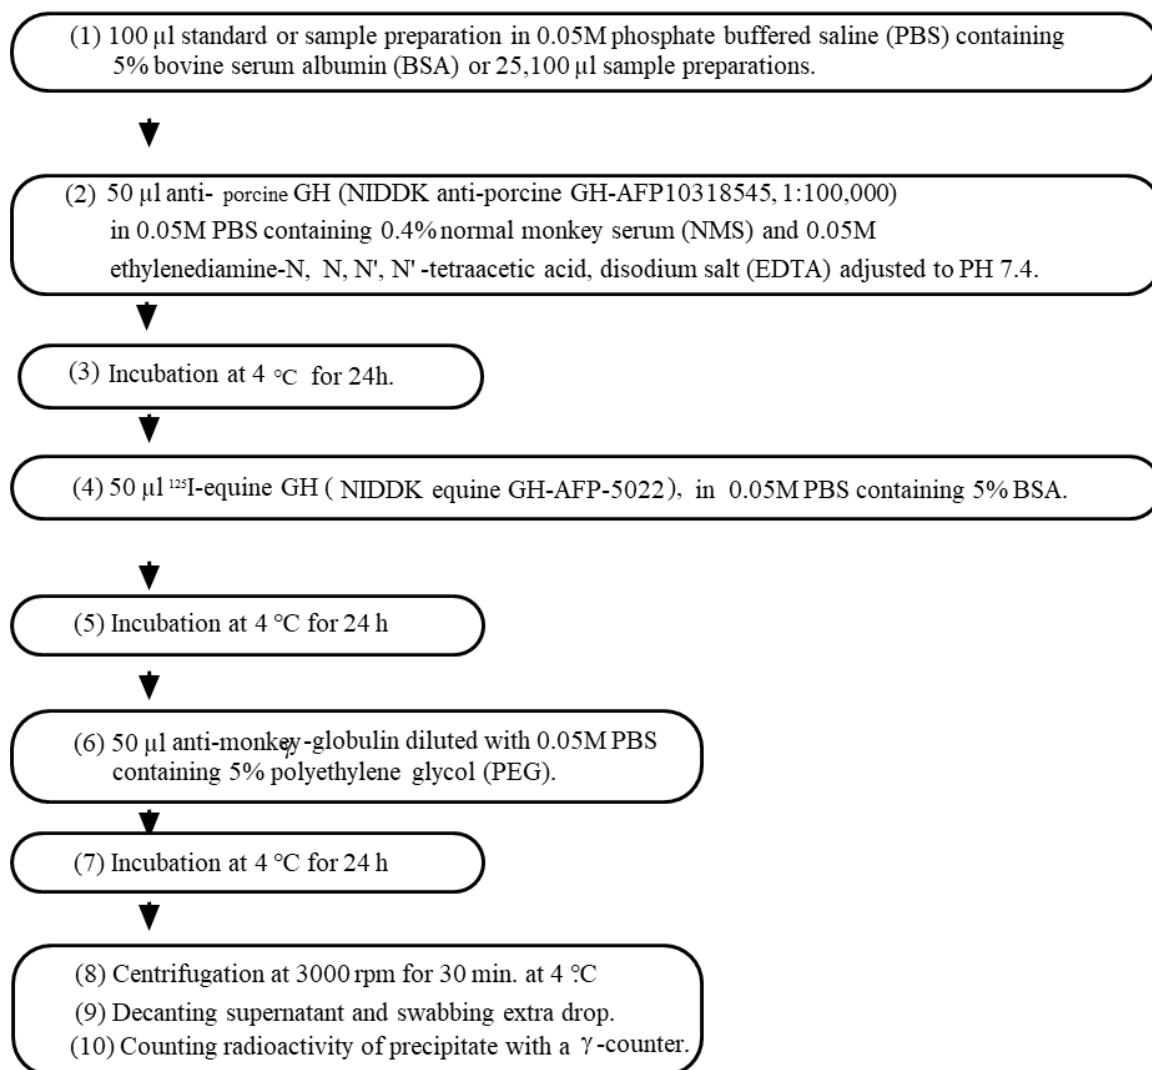 (1) 100 µl standard or sample preparation in 0.05M phosphate buffered saline (PBS) containing
5% bovine serum albumin (BSA) or 25,100 µl sample preparations.
(2) 50 µl anti- porcine GH (NIDDK anti-porcine GH-AFP10318545, 1:100,000)
in 0.05M PBS containing 0.4% normal monkey serum (NMS) and 0.05M
ethylenediamine-N, N, N', N' -tetraacetic acid, disodium salt (EDTA) adjusted to PH 7.4.
(3) Incubation at 4 °C for 24h.
(4) 50 µl ¹²⁵I-equine GH ( NIDDK equine GH-AFP-5022), in 0.05M PBS containing 5% BSA.
(5) Incubation at 4 °C for 24 h
(6) 50 µl anti-monkey γ-globulin diluted with 0.05M PBS
containing 5% polyethylene glycol (PEG).
(7) Incubation at 4 °C for 24 h
(8) Centrifugation at 3000 rpm for 30 min. at 4 °C
(9) Decanting supernatant and swabbing extra drop.
(10) Counting radioactivity of precipitate with a γ-counter.